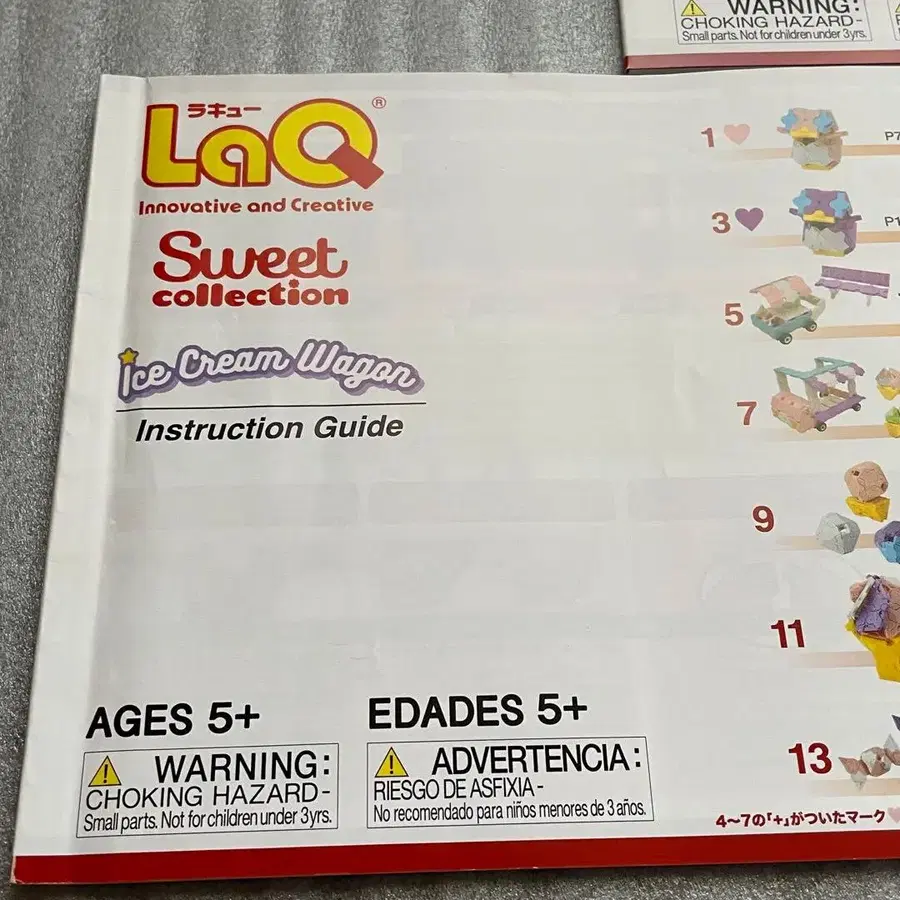 WARNING:
CHOKING HAZARD-
Small parts. Not for children under 3yrs.
ラキュー
LaQ®
Innovative and Creative
Sweet
collection
Ice Cream Wagon
Instruction Guide
1
3
5
7
9
11
13
AGES 5+
WARNING:
CHOKING HAZARD-
Small parts. Not for children under 3yrs.
EDADES 5+
ADVERTENCIA:
RIESGO DE ASFIXIA-
No recomendado para niños menores de 3 años.
4〜7の「+」がついたマーク